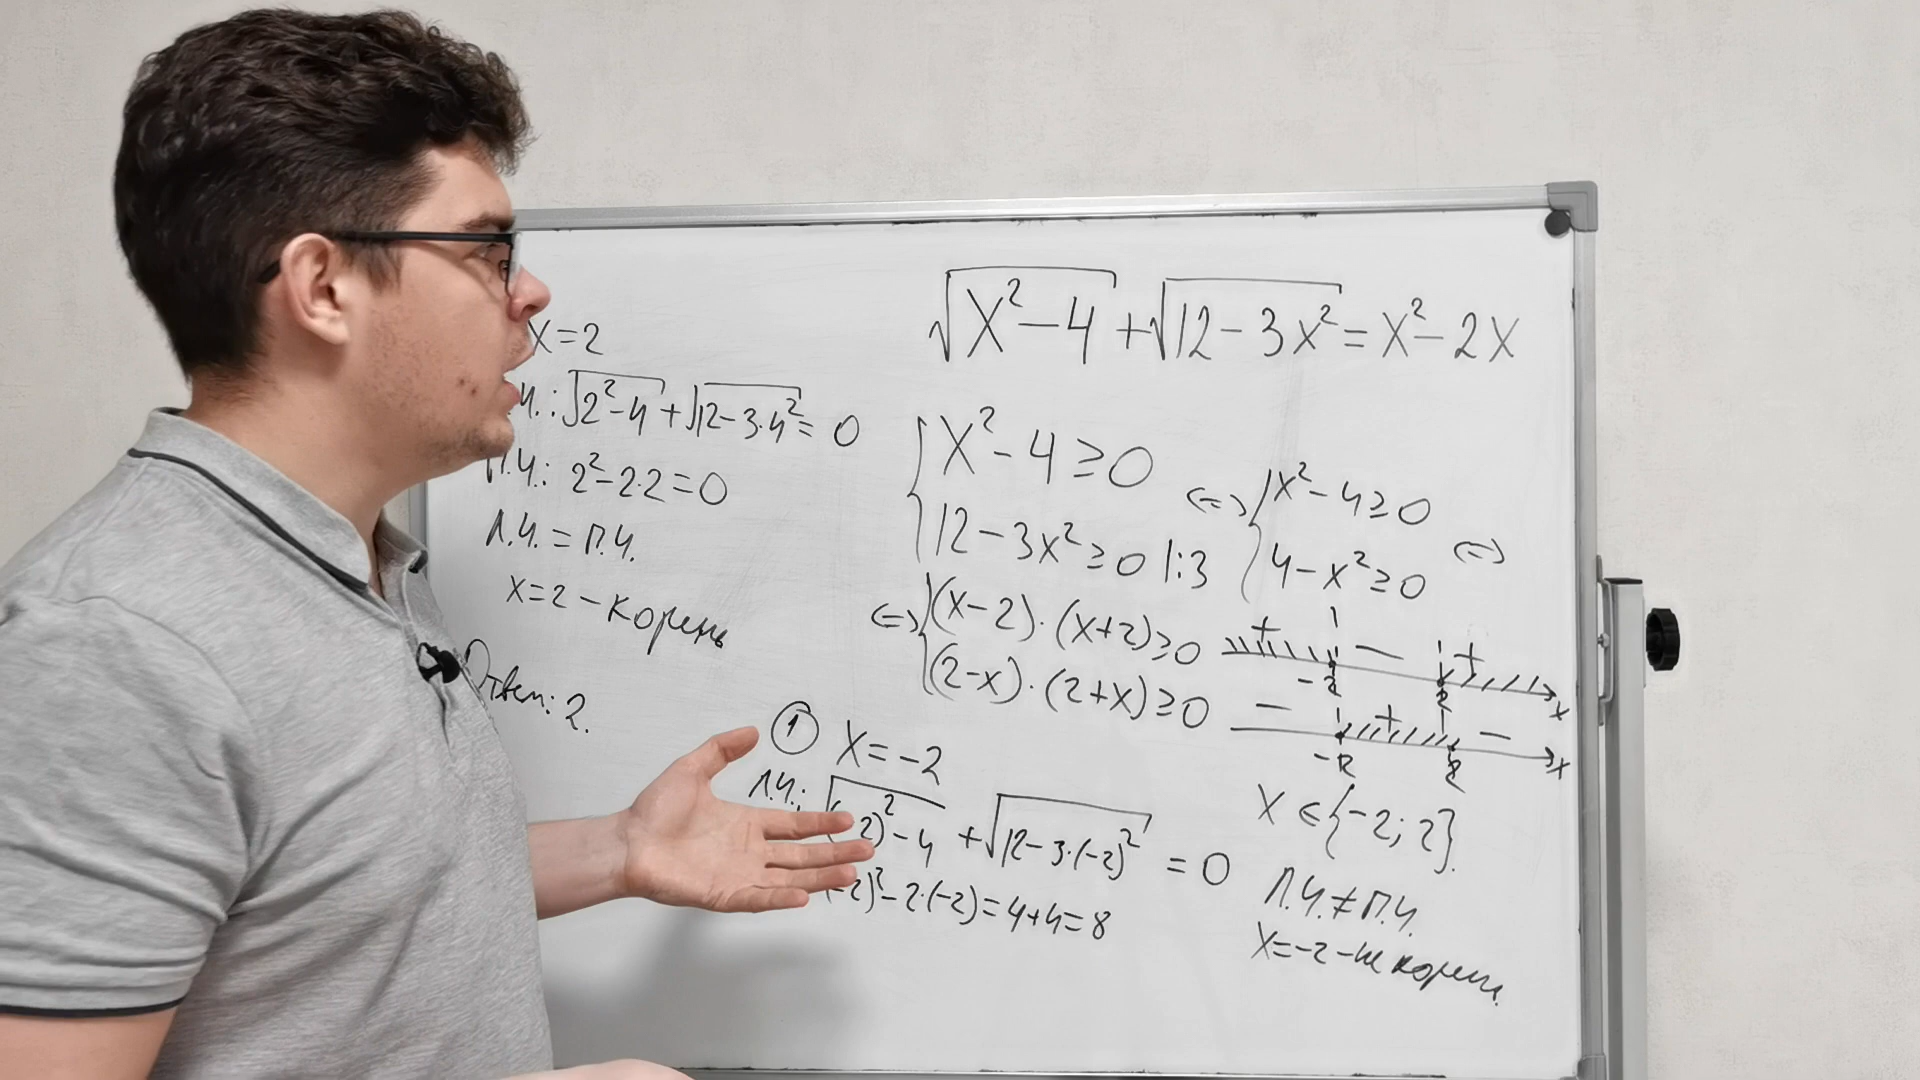 √(x²-4) + √(12-3x²) = x²-2x
{ x²-4≥0
12-3x²≥0 |:3
<=> { x²-4≥0
4-x²≥0 <=>
<=> { (x-2)·(x+2)≥0
(2-x)·(2+x)≥0
+ − +
-2 2 x
− + −
-2 2 x
x∈{-2; 2}.
① x=-2
Л.Ч.: √((-2)²-4) + √(12-3·(-2)²) = 0
-2)²-2·(-2)=4+4=8
Л.Ч.≠П.Ч.
x=-2 – не корень
x=2
Ч.: √(2²-4) + √(12-3·4²) = 0
П.Ч.: 2²-2·2=0
Л.Ч.=П.Ч.
x=2 – корень
Ответ: 2.